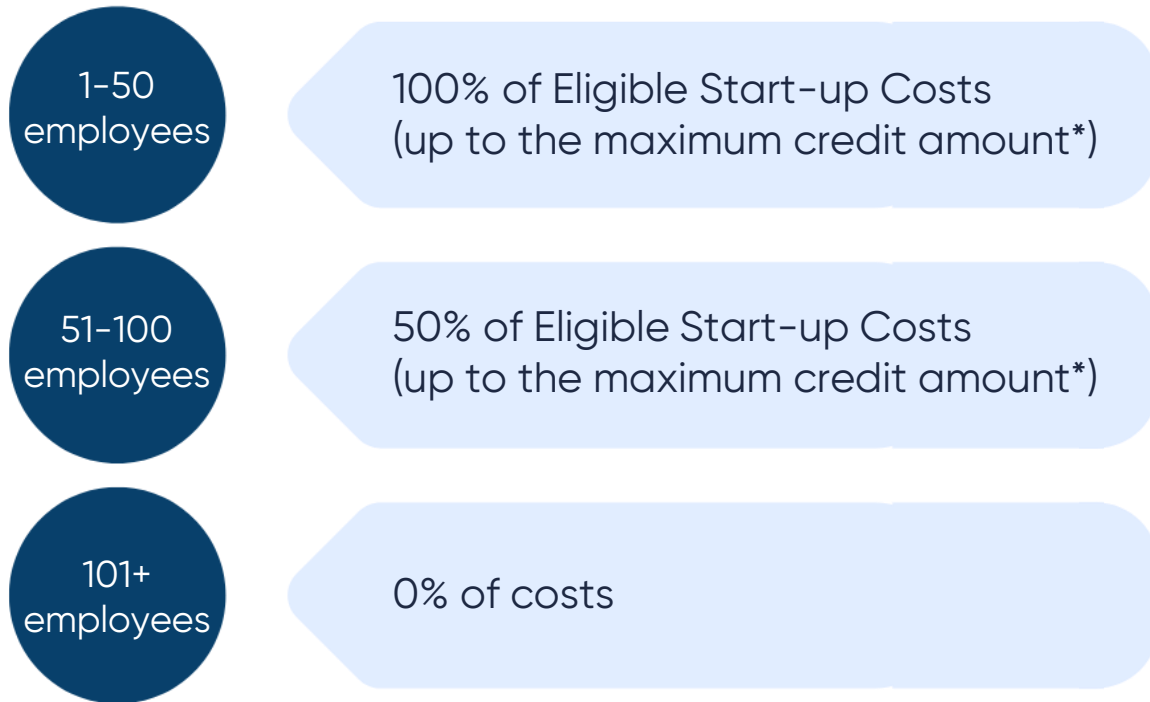 1-50
employees
100% of Eligible Start-up Costs
(up to the maximum credit amount*)
51-100
employees
50% of Eligible Start-up Costs
(up to the maximum credit amount*)
101+
employees
0% of costs